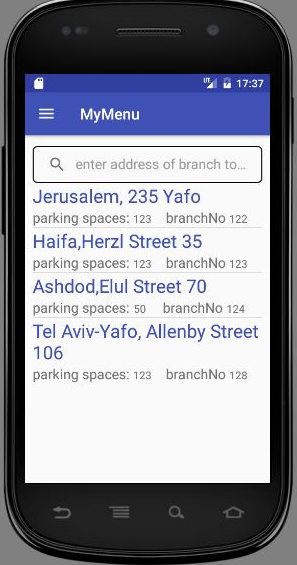 17:37
MyMenu
enter address of branch to...
Jerusalem, 235 Yafo
parking spaces: 123 branchNo 122
Haifa,Herzl Street 35
parking spaces: 123 branchNo 123
Ashdod,Elul Street 70
parking spaces: 50 branchNo 124
Tel Aviv-Yafo, Allenby Street
106
parking spaces: 123 branchNo 128